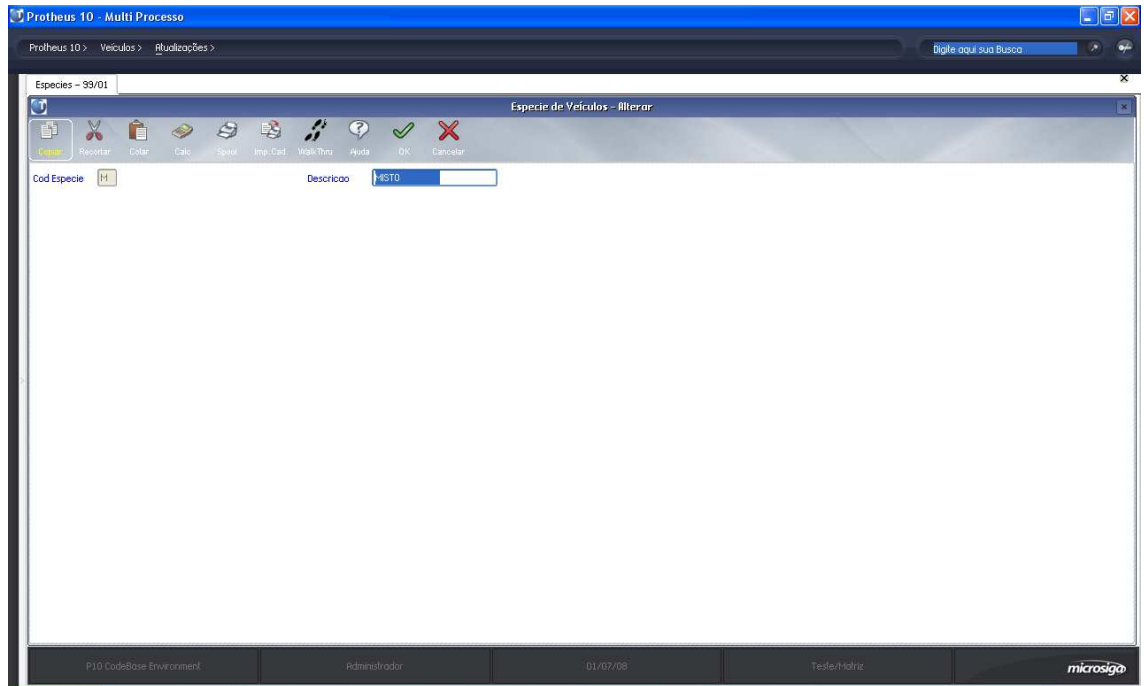 Protheus 10 - Multi Processo
Protheus 10 > Veículos > Atualizações >
Digite aqui sua Busca
Especies - 99/01
Especie de Veículos - Alterar
Copiar Recortar Colar Calc Spool Imp. Cad. WalkThru Ajuda OK Cancelar
Cod Especie M Descricao MISTO
P10 CodeBase Environment Administrador 01/07/08 Teste/Matriz microsiga